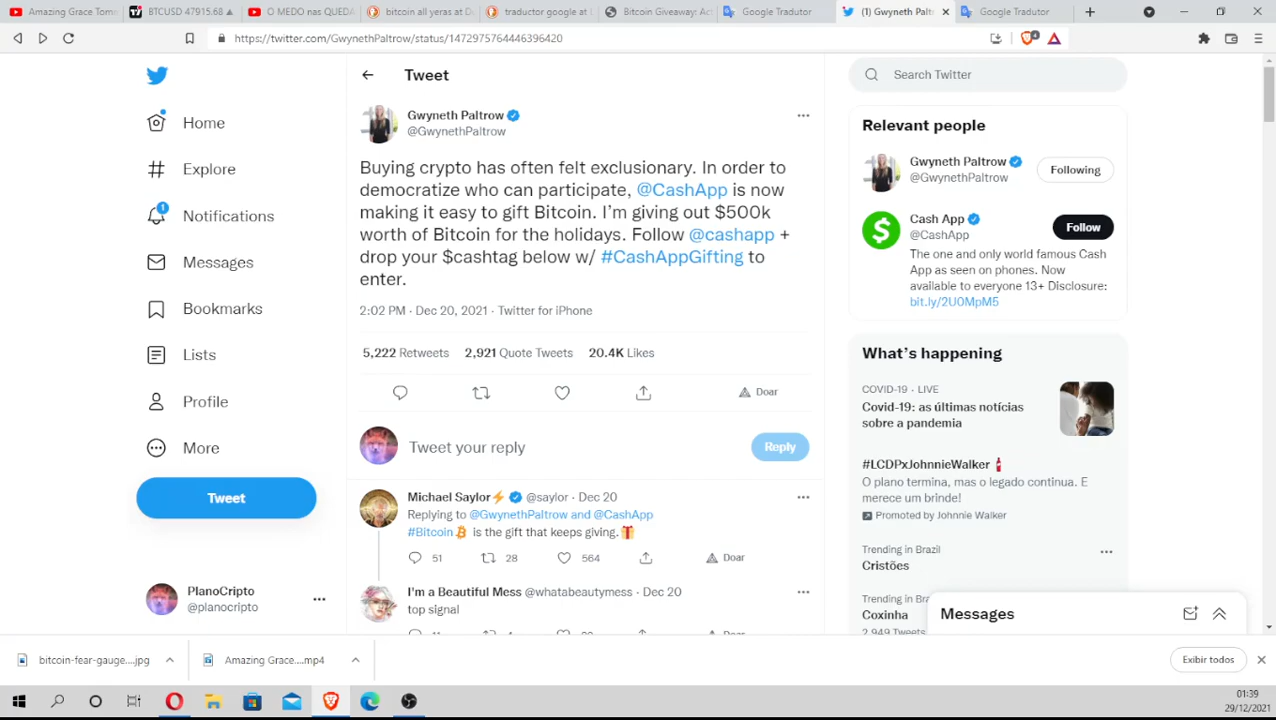 Amazing Grace Tom
BTCUSD 47915.68 ▲
O MEDO nas QUED
bitcoin all yeras at D
traductor google at
Bitcoin Giveaway: Ac
Google Tradutor
(1) Gwyneth Paltrow
Google Tradutor
https://twitter.com/GwynethPaltrow/status/1472975764446396420
Home
Explore
1
Notifications
Messages
Bookmarks
Lists
Profile
More
Tweet
PlanoCripto
@planocripto
Tweet
Gwyneth Paltrow
@GwynethPaltrow
Buying crypto has often felt exclusionary. In order to
democratize who can participate, @CashApp is now
making it easy to gift Bitcoin. I'm giving out $500k
worth of Bitcoin for the holidays. Follow @cashapp +
drop your $cashtag below w/ #CashAppGifting to
enter.
2:02 PM · Dec 20, 2021 · Twitter for iPhone
5,222 Retweets 2,921 Quote Tweets 20.4K Likes
Doar
Tweet your reply
Reply
Michael Saylor⚡ @saylor · Dec 20
Replying to @GwynethPaltrow and @CashApp
#Bitcoin is the gift that keeps giving.🎁
51 28 564 Doar
I'm a Beautiful Mess @whatabeautymess · Dec 20
top signal
Search Twitter
Relevant people
Gwyneth Paltrow
@GwynethPaltrow
Following
Cash App
@CashApp
Follow
The one and only world famous Cash
App as seen on phones. Now
available to everyone 13+ Disclosure:
bit.ly/2U0MpM5
What's happening
COVID-19 · LIVE
Covid-19: as últimas notícias
sobre a pandemia
#LCDPxJohnnieWalker
O plano termina, mas o legado continua. E
merece um brinde!
Promoted by Johnnie Walker
Trending in Brazil
Cristões
Trending in Bra
Coxinha
2.949 Tweets
Messages
bitcoin-fear-gauge....jpg
Amazing Grace....mp4
Exibir todos
01:39
29/12/2021